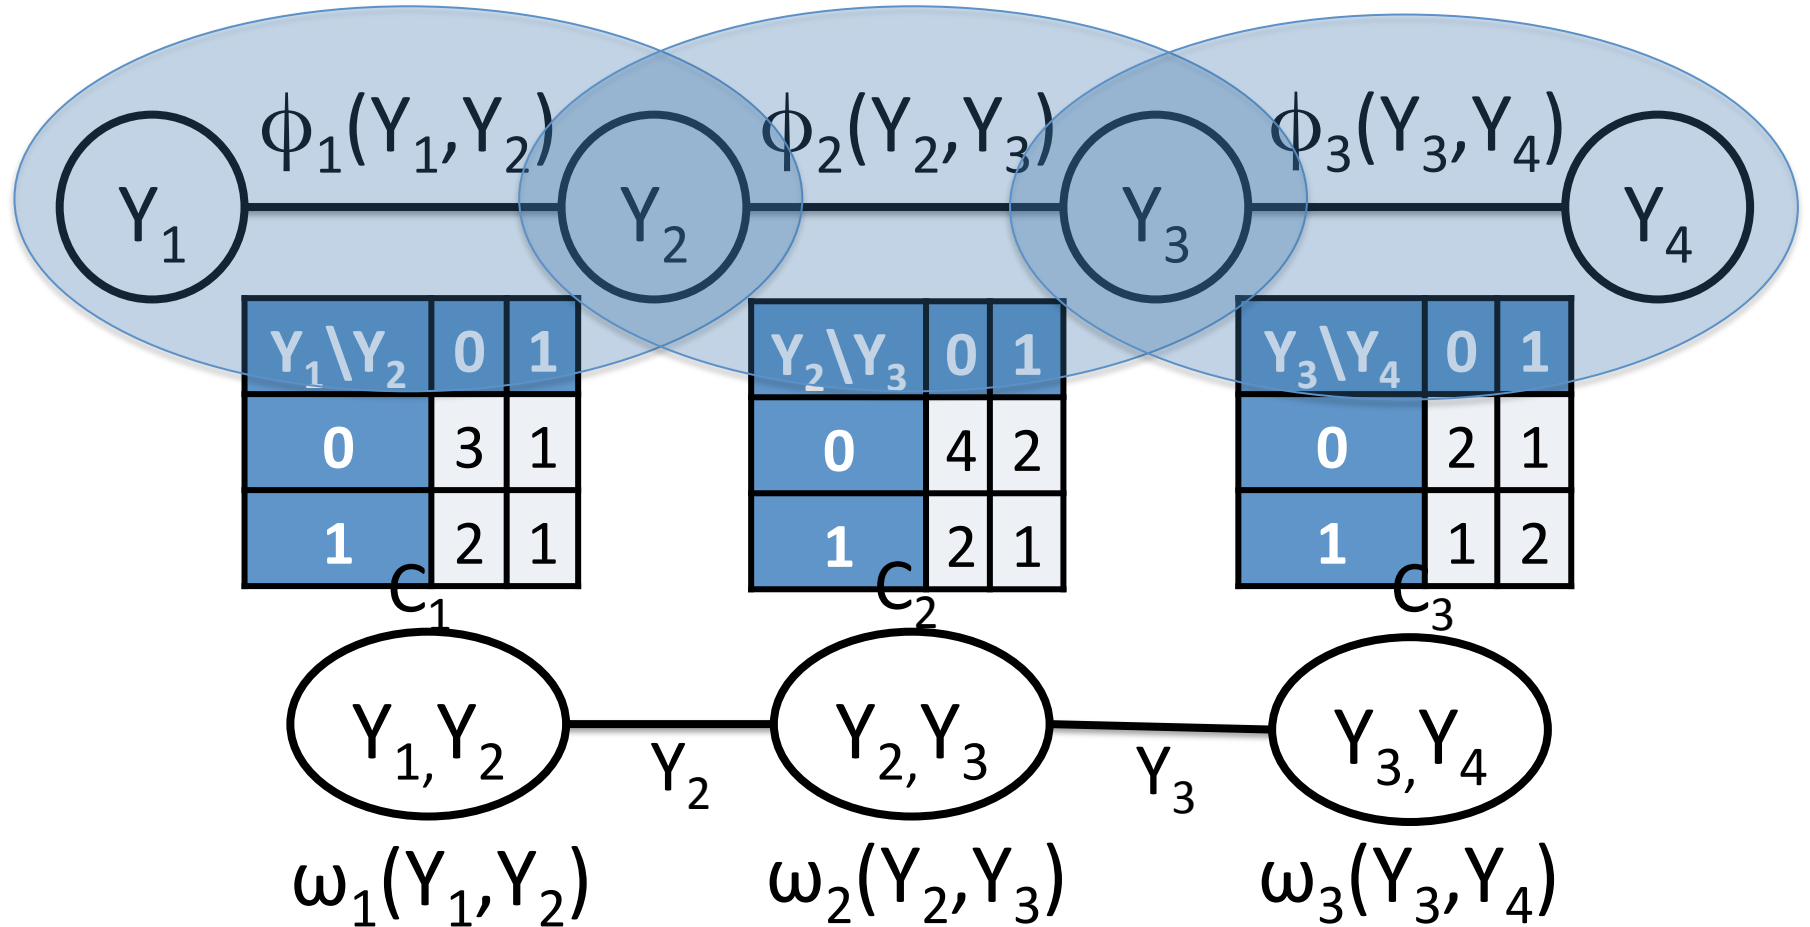 ϕ₁(Y₁,Y₂) ϕ₂(Y₂,Y₃) ϕ₃(Y₃,Y₄)
Y₁ Y₂ Y₃ Y₄
Y₁\Y₂ 0 1
0 3 1
1 2 1
Y₂\Y₃ 0 1
0 4 2
1 2 1
Y₃\Y₄ 0 1
0 2 1
1 1 2
C₁ C₂ C₃
Y₁,Y₂ Y₂,Y₃ Y₃,Y₄
Y₂ Y₃
ω₁(Y₁,Y₂) ω₂(Y₂,Y₃) ω₃(Y₃,Y₄)